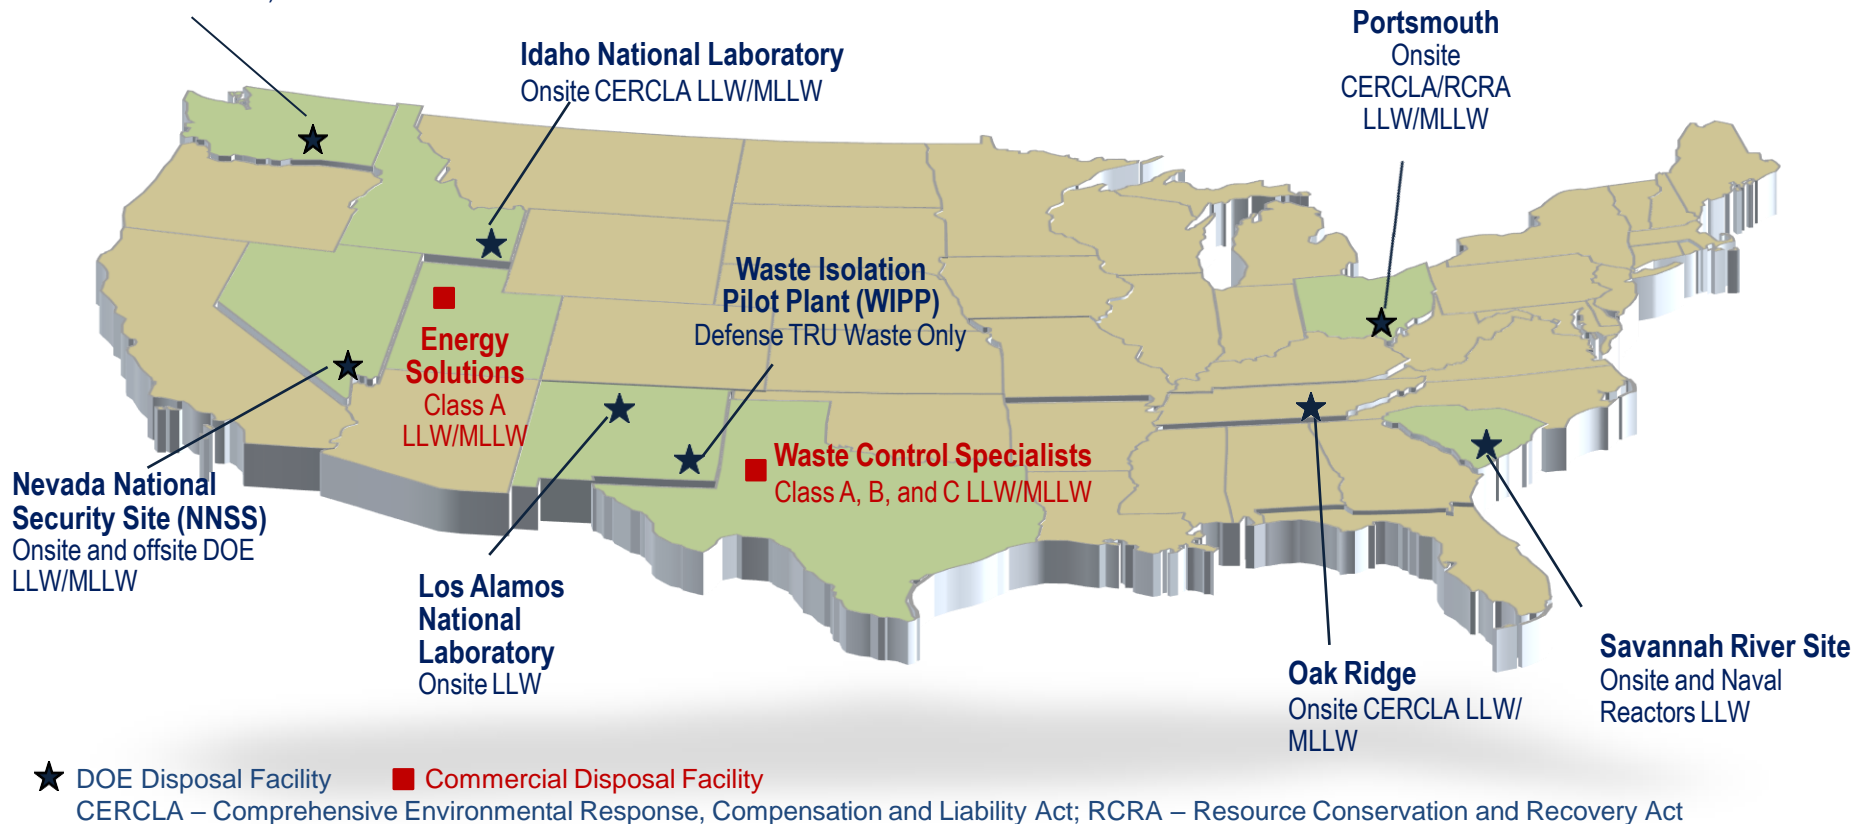 Portsmouth
Onsite
CERCLA/RCRA
LLW/MLLW
Idaho National Laboratory
Onsite CERCLA LLW/MLLW
Waste Isolation
Pilot Plant (WIPP)
Defense TRU Waste Only
Energy
Solutions
Class A
LLW/MLLW
Waste Control Specialists
Class A, B, and C LLW/MLLW
Nevada National
Security Site (NNSS)
Onsite and offsite DOE
LLW/MLLW
Los Alamos
National
Laboratory
Onsite LLW
Oak Ridge
Onsite CERCLA LLW/
MLLW
Savannah River Site
Onsite and Naval
Reactors LLW
DOE Disposal Facility
Commercial Disposal Facility
CERCLA – Comprehensive Environmental Response, Compensation and Liability Act; RCRA – Resource Conservation and Recovery Act